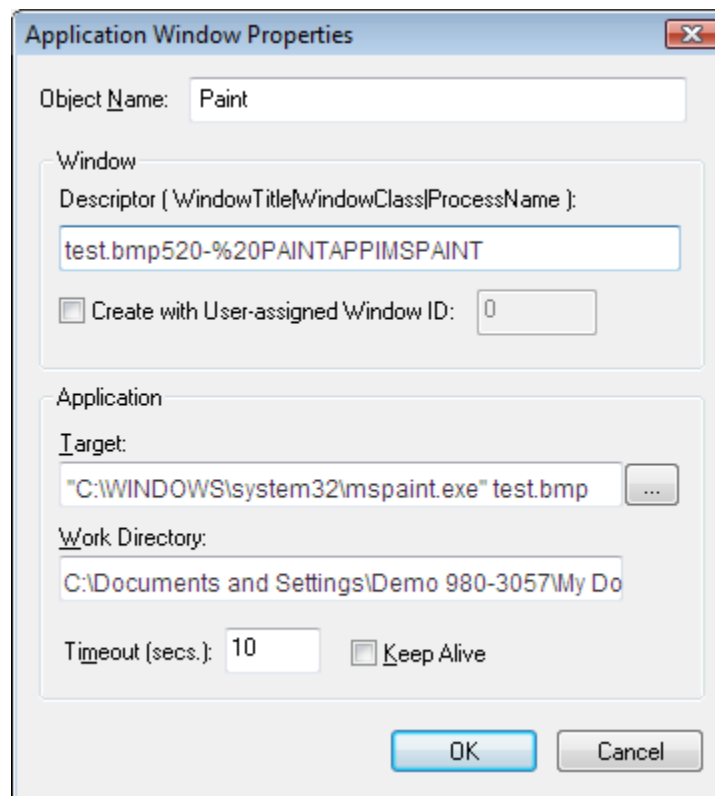 Application Window Properties
Object Name: Paint
Window
Descriptor ( WindowTitle|WindowClass|ProcessName ):
test.bmp520-%20PAINTAPPIMSPAINT
Create with User-assigned Window ID: 0
Application
Target:
"C:\WINDOWS\system32\mspaint.exe" test.bmp ...
Work Directory:
C:\Documents and Settings\Demo 980-3057\My Do
Timeout (secs.): 10 Keep Alive
OK Cancel